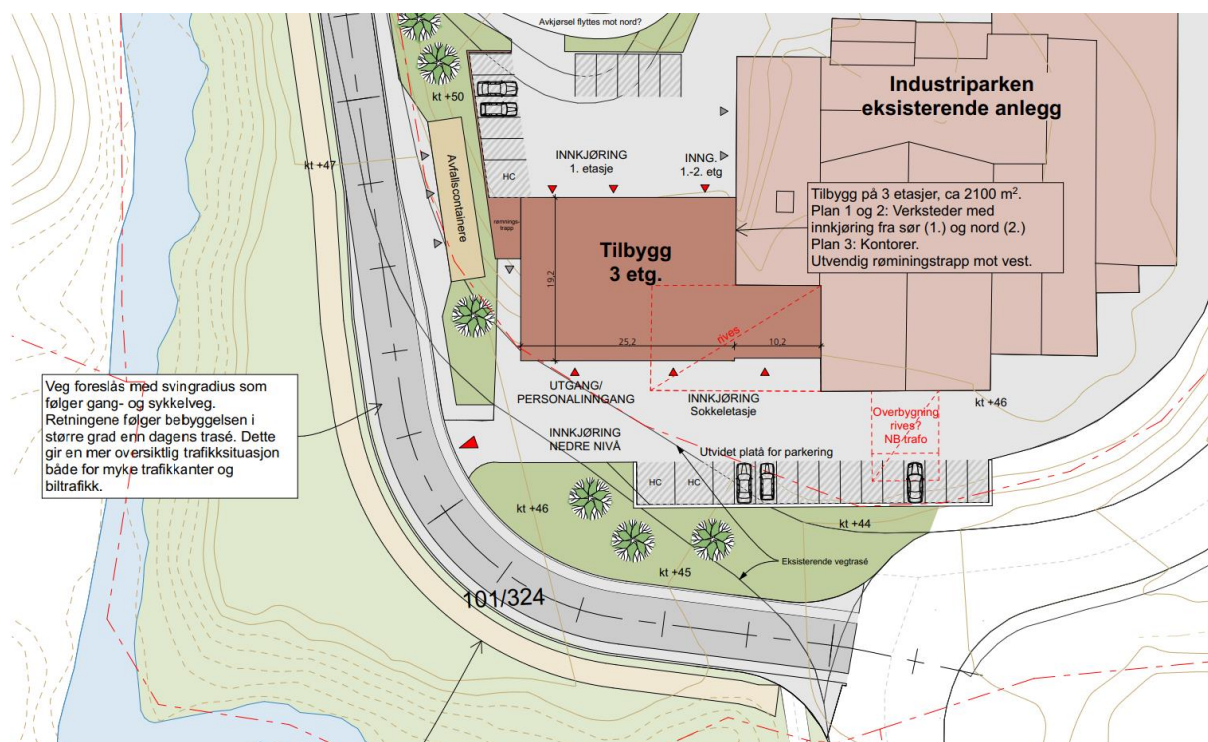 Avkjørsel flyttes mot nord?
Industriparken
eksisterende anlegg
kt +50
kt +47
Avfallscontainere
HC
INNKJØRING
1. etasje
INNG.
1.-2. etg
rømnings-
trapp
Tilbygg
3 etg.
Tilbygg på 3 etasjer, ca 2100 m².
Plan 1 og 2: Verksteder med
innkjøring fra sør (1.) og nord (2.)
Plan 3: Kontorer.
Utvendig røminingstrapp mot vest.
19,2
rives
25,2
10,2
Veg foreslås med svingradius som
følger gang- og sykkelveg.
Retningene følger bebyggelsen i
større grad enn dagens trasé. Dette
gir en mer oversiktlig trafikksituasjon
både for myke trafikkanter og
biltrafikk.
UTGANG/
PERSONALINNGANG
INNKJØRING
Sokkeletasje
kt +46
Overbygning
rives?
NB trafo
INNKJØRING
NEDRE NIVÅ
Utvidet platå for parkering
HC
HC
kt +46
kt +44
kt +45
Eksisterende vegtrasé
101/324